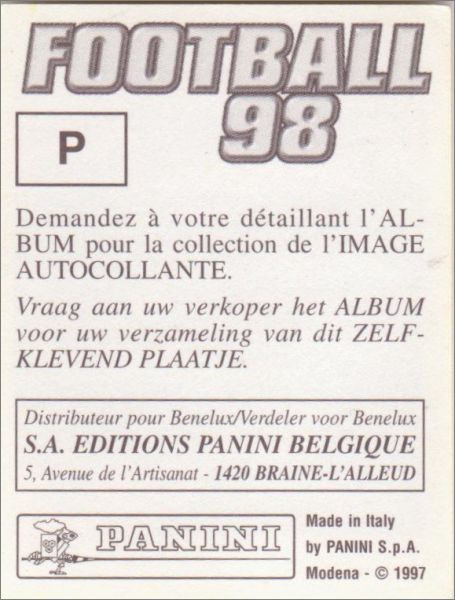 FOOTBALL
98
P
Demandez à votre détaillant l'AL-
BUM pour la collection de l'IMAGE
AUTOCOLLANTE.
Vraag aan uw verkoper het ALBUM
voor uw verzameling van dit ZELF-
KLEVEND PLAATJE.
Distributeur pour Benelux/Verdeler voor Benelux
S.A. EDITIONS PANINI BELGIQUE
5, Avenue de l'Artisanat - 1420 BRAINE-L'ALLEUD
PANINI
Made in Italy
by PANINI S.p.A.
Modena - © 1997